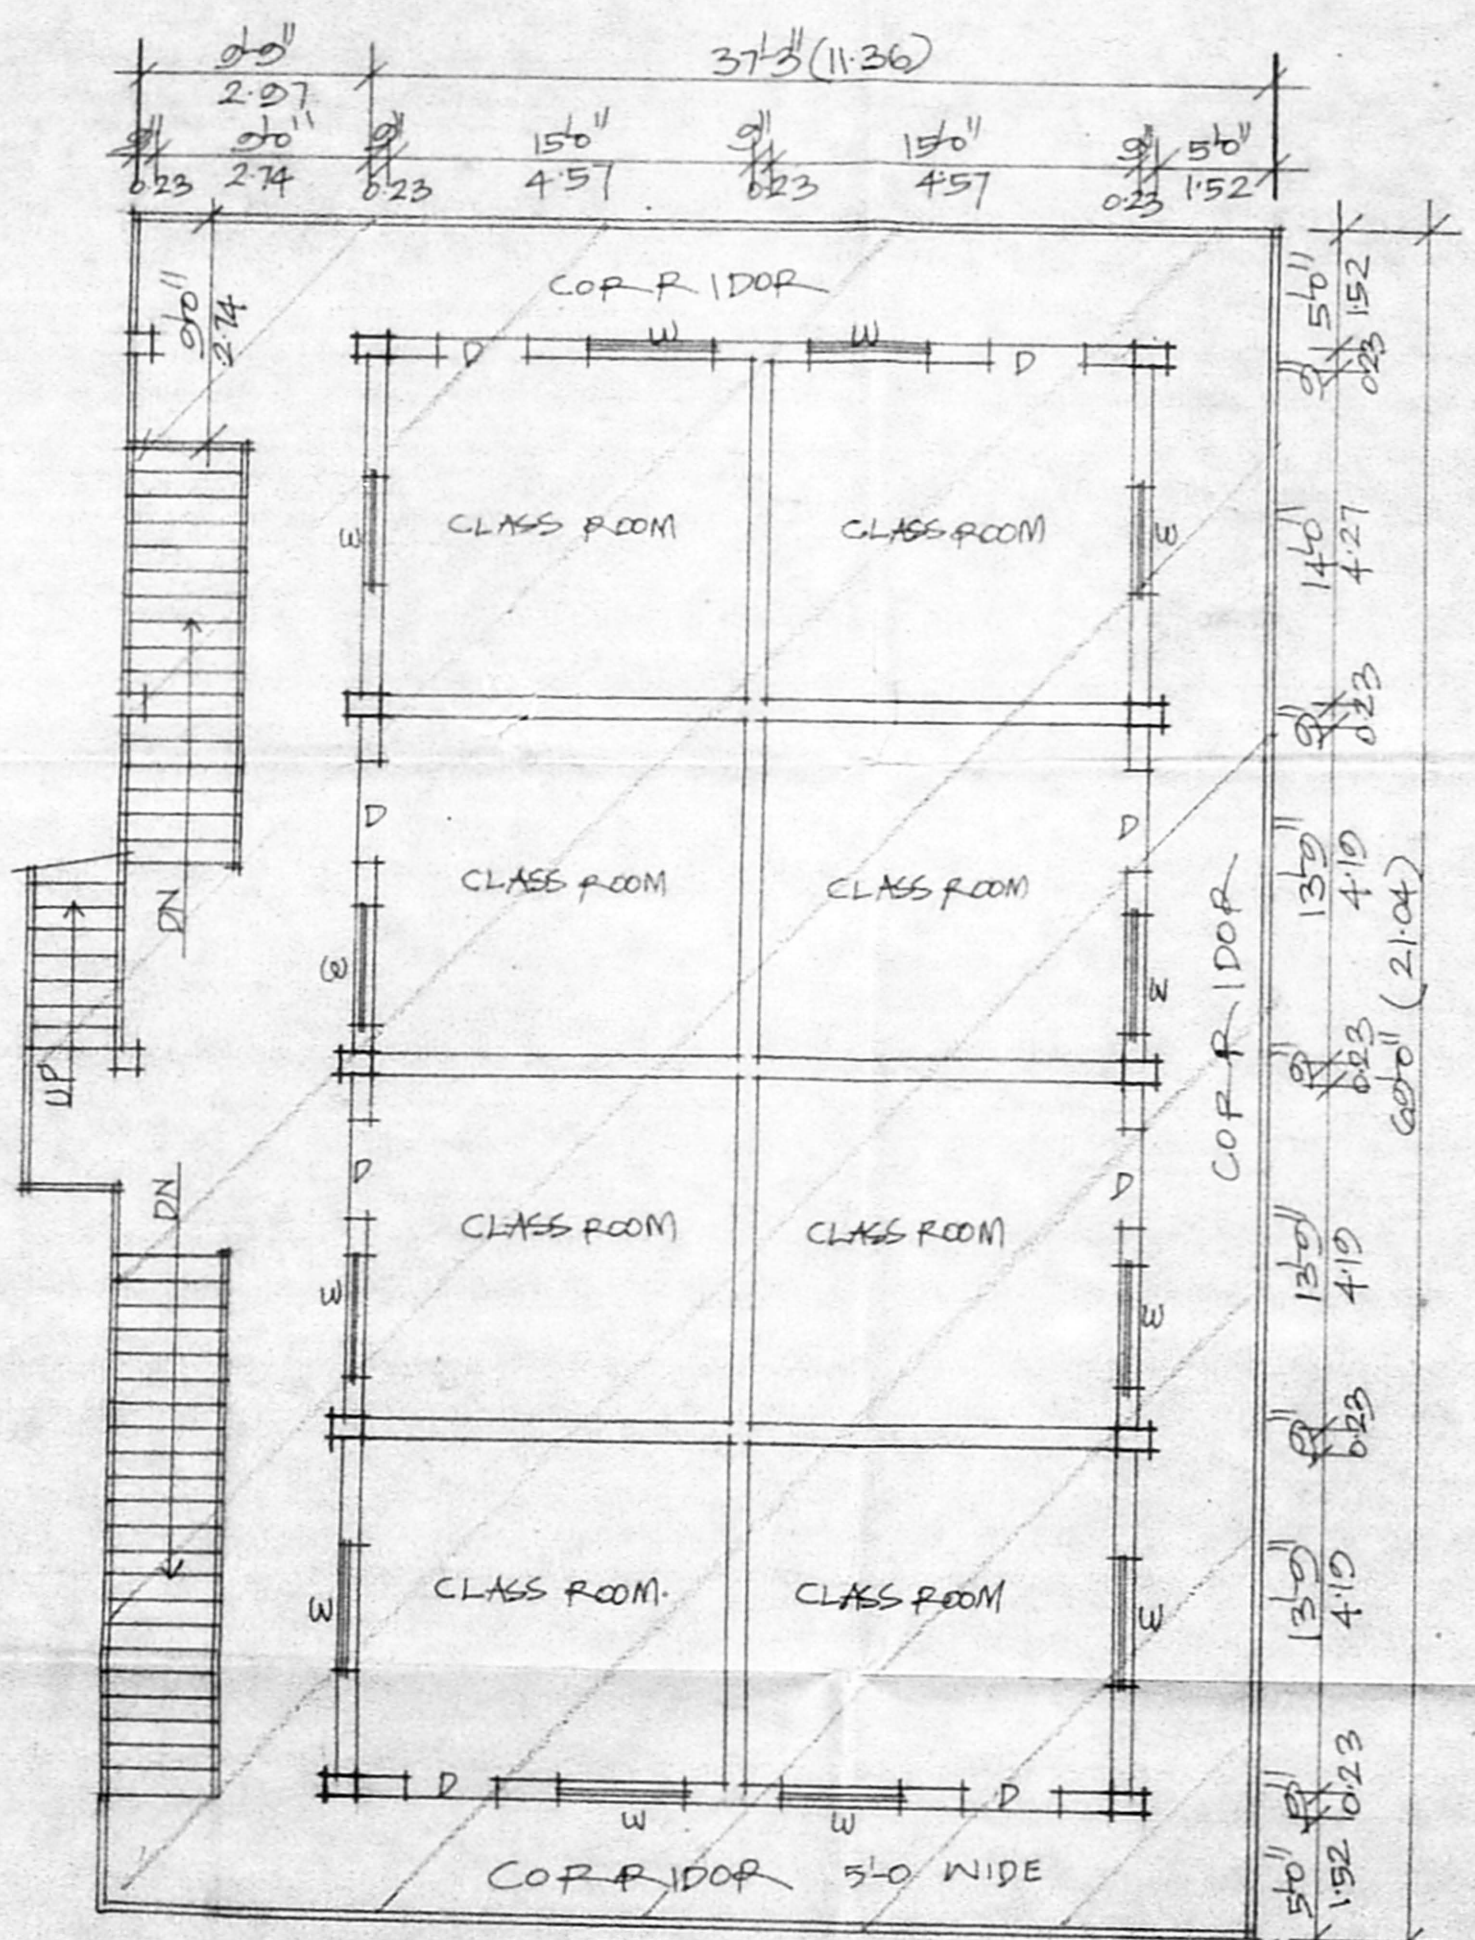 9'-9" 37'-3" (11.36)
2.97
9" 9'-0" 9" 15'-0" 9" 15'-0" 9" 5'-0"
0.23 2.74 0.23 4.57 0.23 4.57 0.23 1.52
CORRIDOR
9'-0"
2.74
5'-0"
1.52
9"
0.23
D W W D
W CLASS ROOM CLASS ROOM W
14'-0"
4.27
9"
0.23
D D
CLASS ROOM CLASS ROOM
13'-9"
4.19
DN
W W
CORRIDOR
69'-0" (21.04)
9"
0.23
UP
D D
DN
CLASS ROOM CLASS ROOM
13'-9"
4.19
W W
9"
0.23
CLASS ROOM. CLASS ROOM
13'-9"
4.19
W W
D D
W W
9"
0.23
CORRIDOR 5'-0 WIDE
5'-0"
1.52